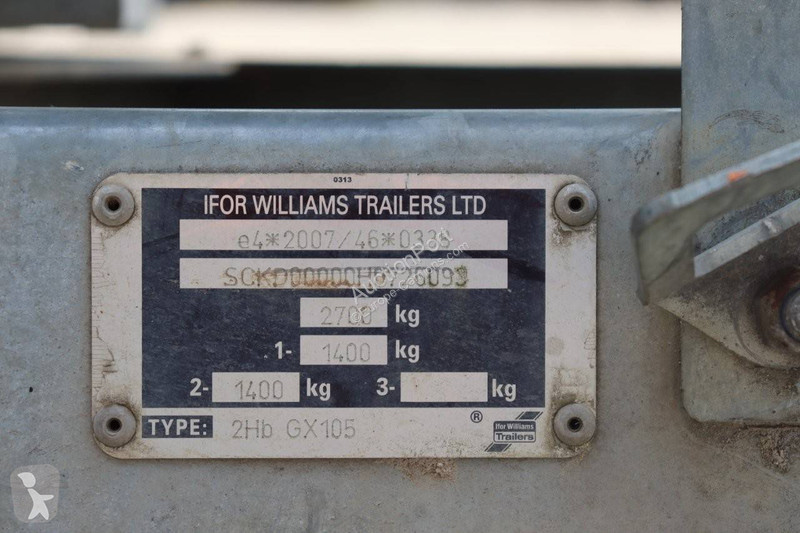 0313
IFOR WILLIAMS TRAILERS LTD
e4*2007/46*0338
2700 kg
1- 1400 kg
2- 1400 kg 3- kg
TYPE: 2Hb GX105
®
Ifor Williams
Trailers